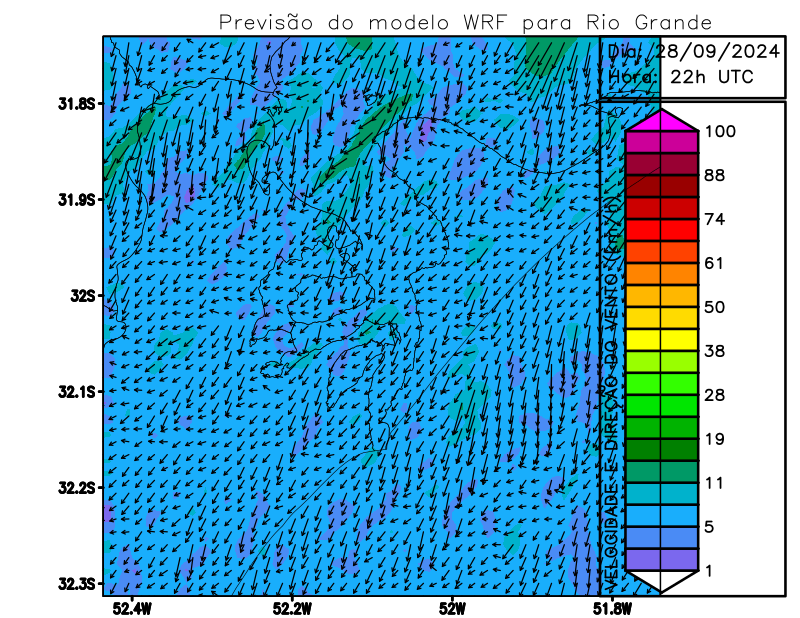 Previsão do modelo WRF para Rio Grande
Dia: 28/09/2024
Hora: 22h UTC
31.8S
31.9S
32S
32.1S
32.2S
32.3S
52.4W
52.2W
52W
51.8W
VELOCIDADE E DIREÇÃO DO VENTO (km/h)
100
88
74
61
50
38
28
19
11
5
1